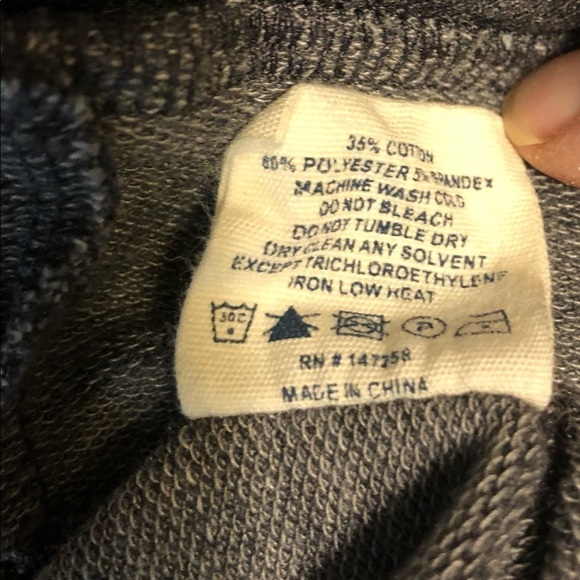 35% COTTON
60% POLYESTER 5% SPANDEX
MACHINE WASH COLD
DO NOT BLEACH
DO NOT TUMBLE DRY
DRY CLEAN ANY SOLVENT
EXCEPT TRICHLOROETHYLENE
IRON LOW HEAT
30C P
RN # 147258
MADE IN CHINA